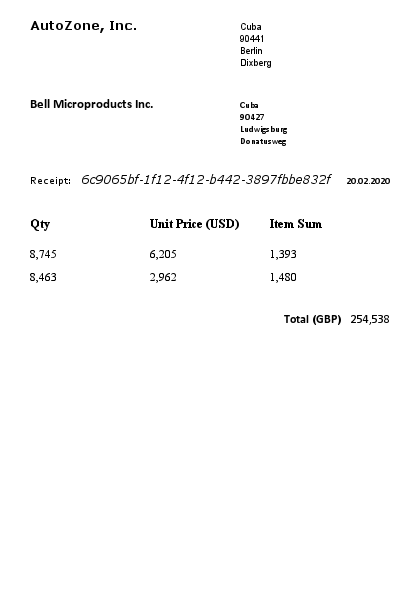 AutoZone, Inc.
Cuba
90441
Berlin
Dixberg
Bell Microproducts Inc.
Cuba
90427
Ludwigsburg
Donatusweg
Receipt: 6c9065bf-1f12-4f12-b442-3897fbbe832f 20.02.2020
Qty Unit Price (USD) Item Sum
8,745 6,205 1,393
8,463 2,962 1,480
Total (GBP) 254,538